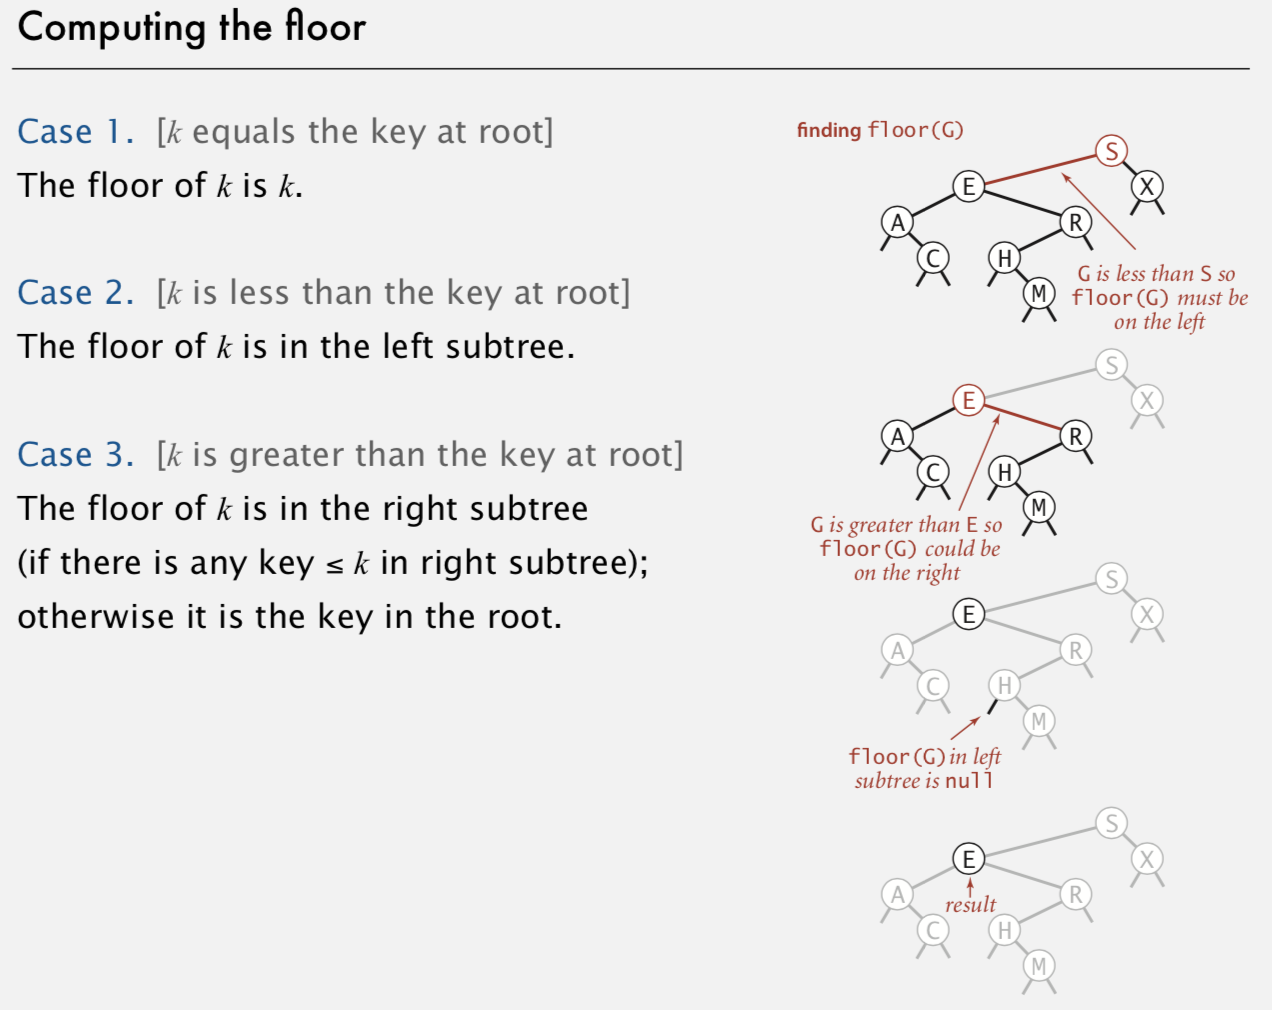 Computing the floor
Case 1. [k equals the key at root]
The floor of k is k.
Case 2. [k is less than the key at root]
The floor of k is in the left subtree.
Case 3. [k is greater than the key at root]
The floor of k is in the right subtree
(if there is any key ≤ k in right subtree);
otherwise it is the key in the root.
finding floor(G)
S
E X
A R
C H
M
G is less than S so
floor(G) must be
on the left
S
E X
A R
C H
M
G is greater than E so
floor(G) could be
on the right
S
E X
A R
C H
M
floor(G) in left
subtree is null
S
E X
A R
result
C H
M